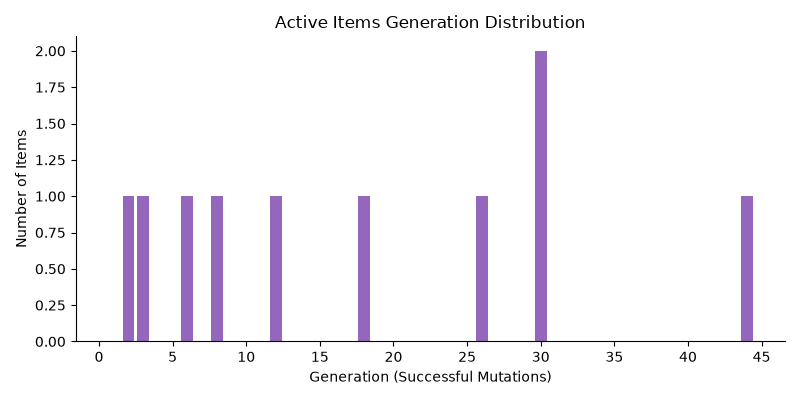 Active Items Generation Distribution
2.00
1.75
1.50
1.25
1.00
0.75
0.50
0.25
0.00
Number of Items
0 5 10 15 20 25 30 35 40 45
Generation (Successful Mutations)